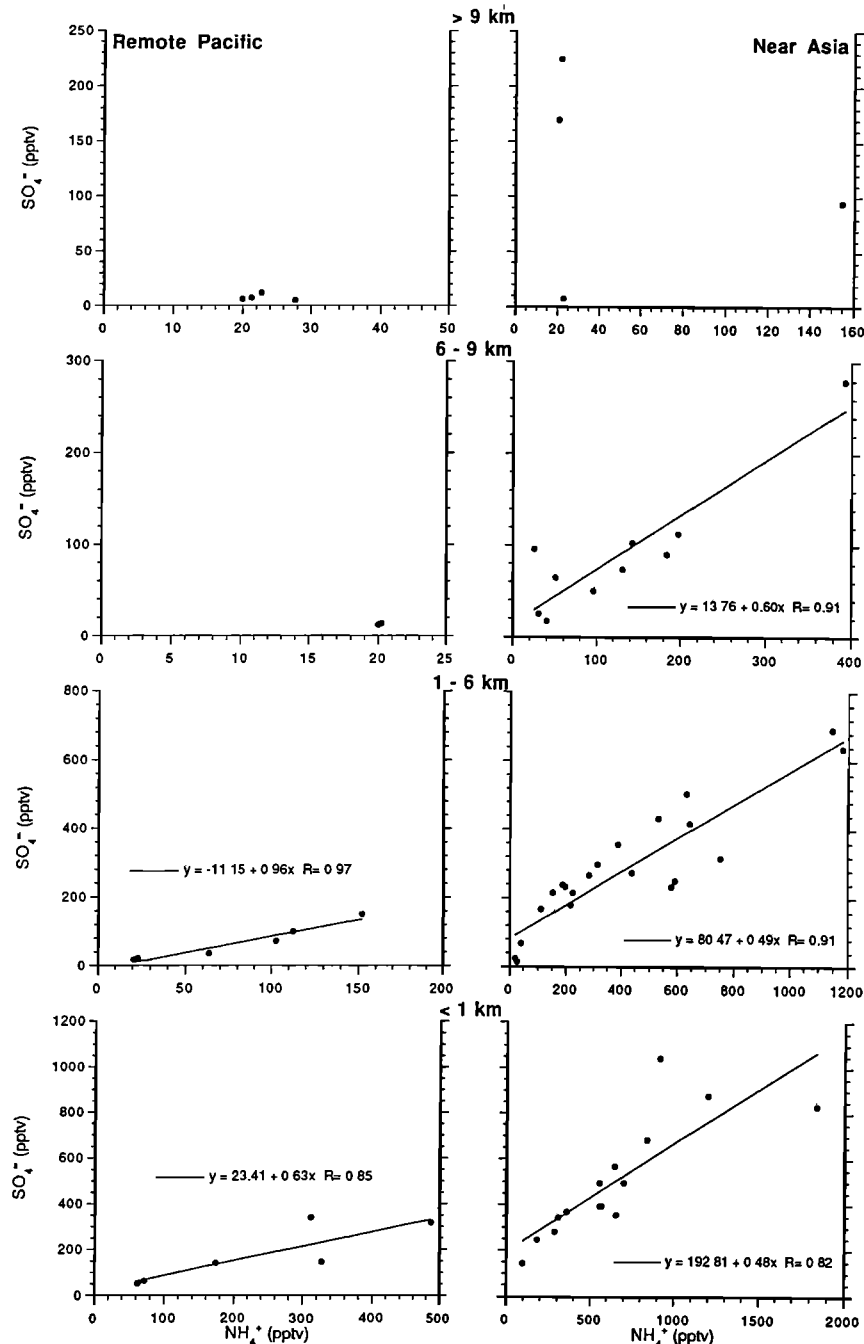 > 9 km
Remote Pacific
Near Asia
250
200
150
100
50
0
SO4= (pptv)
0 10 20 30 40 50
0 20 40 60 80 100 120 140 160
6 - 9 km
300
200
100
0
SO4= (pptv)
0 5 10 15 20 25
y = 13 76 + 0.60x R= 0.91
0 100 200 300 400
1 - 6 km
800
600
400
200
0
SO4= (pptv)
y = -11 15 + 0 96x R= 0 97
0 50 100 150 200
y = 80 47 + 0.49x R= 0.91
0 200 400 600 800 1000 1200
< 1 km
1200
1000
800
600
400
200
0
SO4= (pptv)
y = 23.41 + 0 63x R= 0 85
0 100 200 300 400 500
NH4+ (pptv)
y = 192 81 + 0 48x R= 0 82
0 500 1000 1500 2000
NH4+ (pptv)